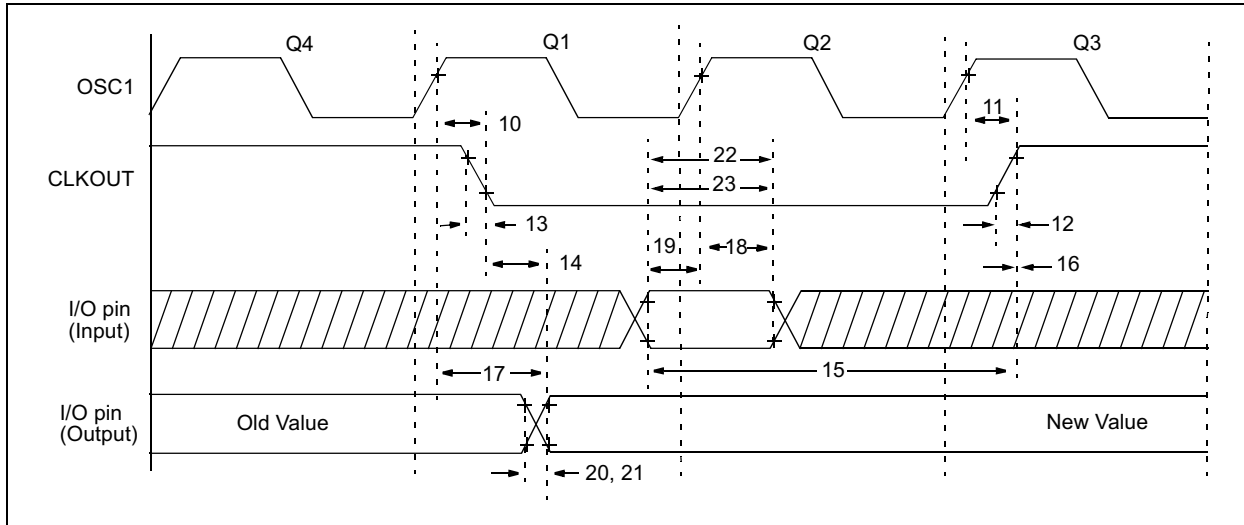 Q4 Q1 Q2 Q3
OSC1
10 11
22
CLKOUT
23
13 12
14 19 18 16
I/O pin
(Input)
17 15
I/O pin
(Output)
Old Value New Value
20, 21